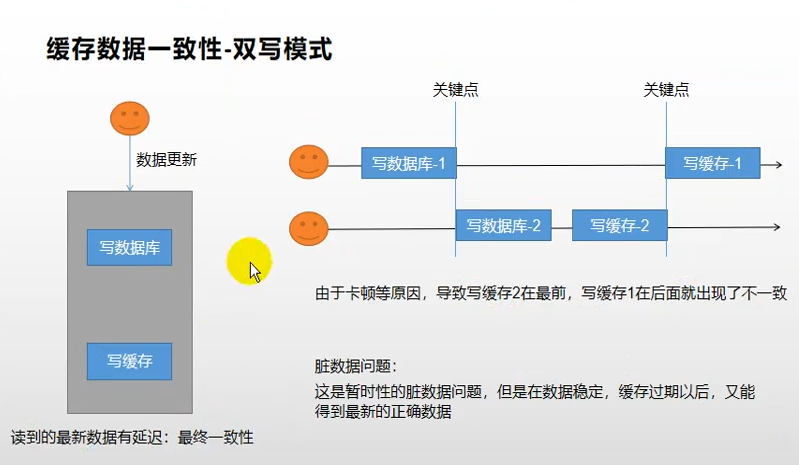 缓存数据一致性-双写模式
关键点
关键点
数据更新
写数据库-1
写缓存-1
写数据库-2
写缓存-2
写数据库
写缓存
由于卡顿等原因，导致写缓存2在最前，写缓存1在后面就出现了不一致
脏数据问题：
这是暂时性的脏数据问题，但是在数据稳定，缓存过期以后，又能
得到最新的正确数据
读到的最新数据有延迟：最终一致性